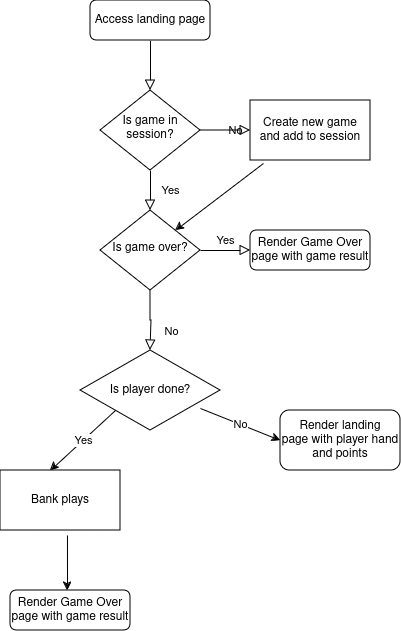 Access landing page
Is game in
session?
No
Create new game
and add to session
Yes
Is game over?
Yes
Render Game Over
page with game result
No
Is player done?
No
Render landing
page with player hand
and points
Yes
Bank plays
Render Game Over
page with game result